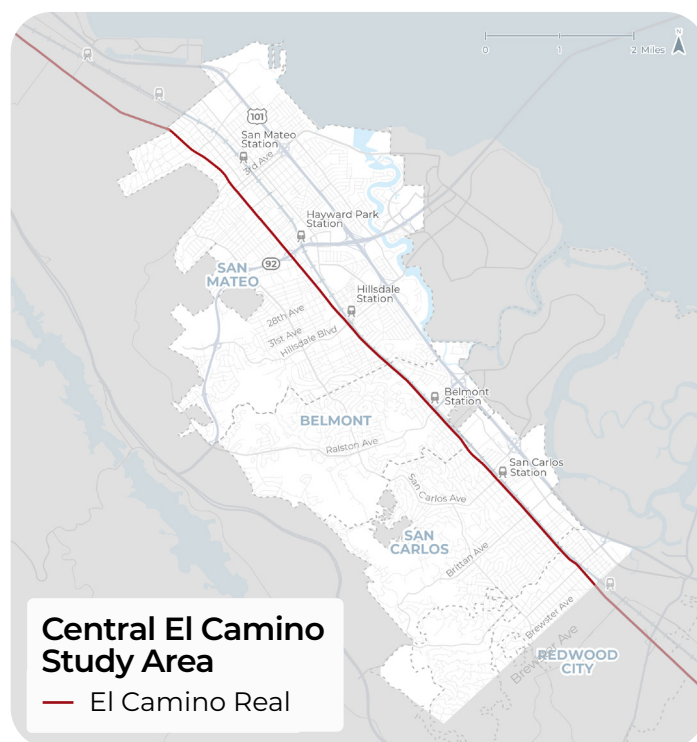 N
0 1 2 Miles
101
San Mateo
Station
3rd Ave
Hayward Park
Station
92
SAN
MATEO
Hillsdale
Station
28th Ave
31st Ave
Hillsdale Blvd
Belmont
Station
BELMONT
Ralston Ave
San Carlos
Station
San Carlos Ave
SAN
CARLOS
Brittan Ave
Brewster Ave
Brewster Ave
REDWOOD
CITY
Central El Camino
Study Area
El Camino Real